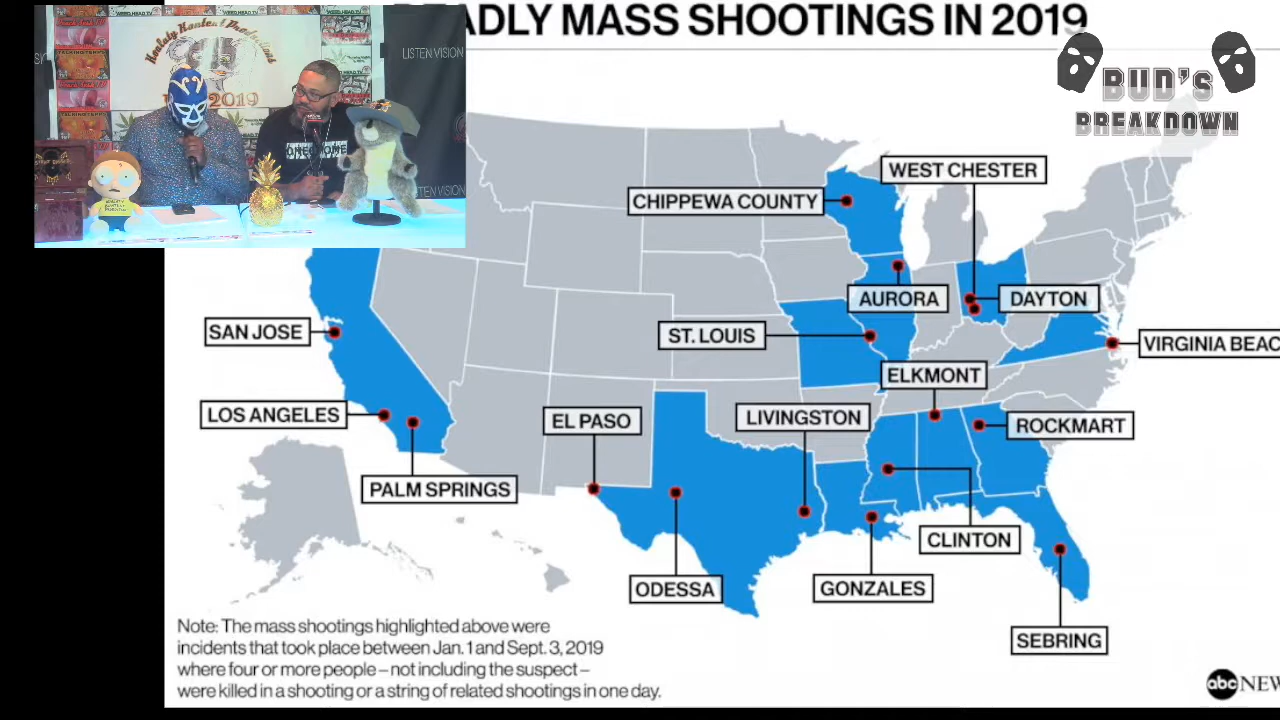 ADLY MASS SHOOTINGS IN 2019
BUD'S
BREAKDOWN
LISTEN VISION
2019
WEST CHESTER
CHIPPEWA COUNTY
AURORA
DAYTON
SAN JOSE
ST. LOUIS
VIRGINIA BEAC
ELKMONT
LOS ANGELES
EL PASO
LIVINGSTON
ROCKMART
PALM SPRINGS
CLINTON
ODESSA
GONZALES
SEBRING
Note: The mass shootings highlighted above were
incidents that took place between Jan. 1 and Sept. 3, 2019
where four or more people – not including the suspect –
were killed in a shooting or a string of related shootings in one day.
abc NEW